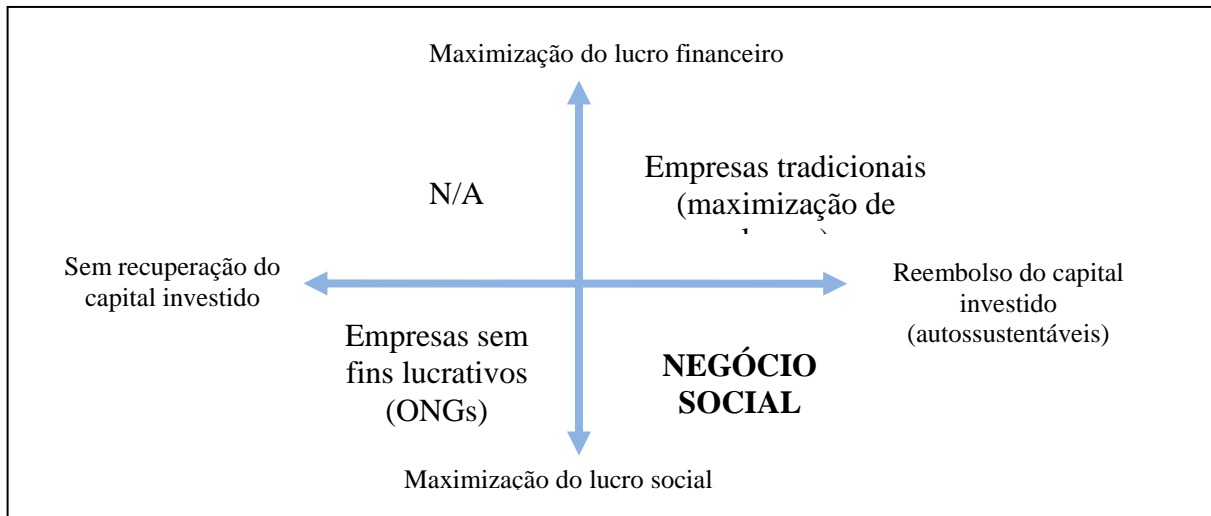 Maximização do lucro financeiro
Empresas tradicionais
(maximização de
N/A
Sem recuperação do
capital investido
Reembolso do capital
investido
(autossustentáveis)
Empresas sem
fins lucrativos
(ONGs)
NEGÓCIO
SOCIAL
Maximização do lucro social